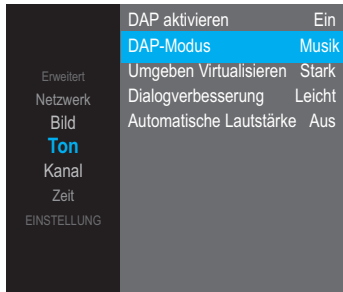 Erweitert
Netzwerk
Bild
Ton
Kanal
Zeit
EINSTELLUNG
DAP aktivieren Ein
DAP-Modus Musik
Umgeben Virtualisieren Stark
Dialogverbesserung Leicht
Automatische Lautstärke Aus